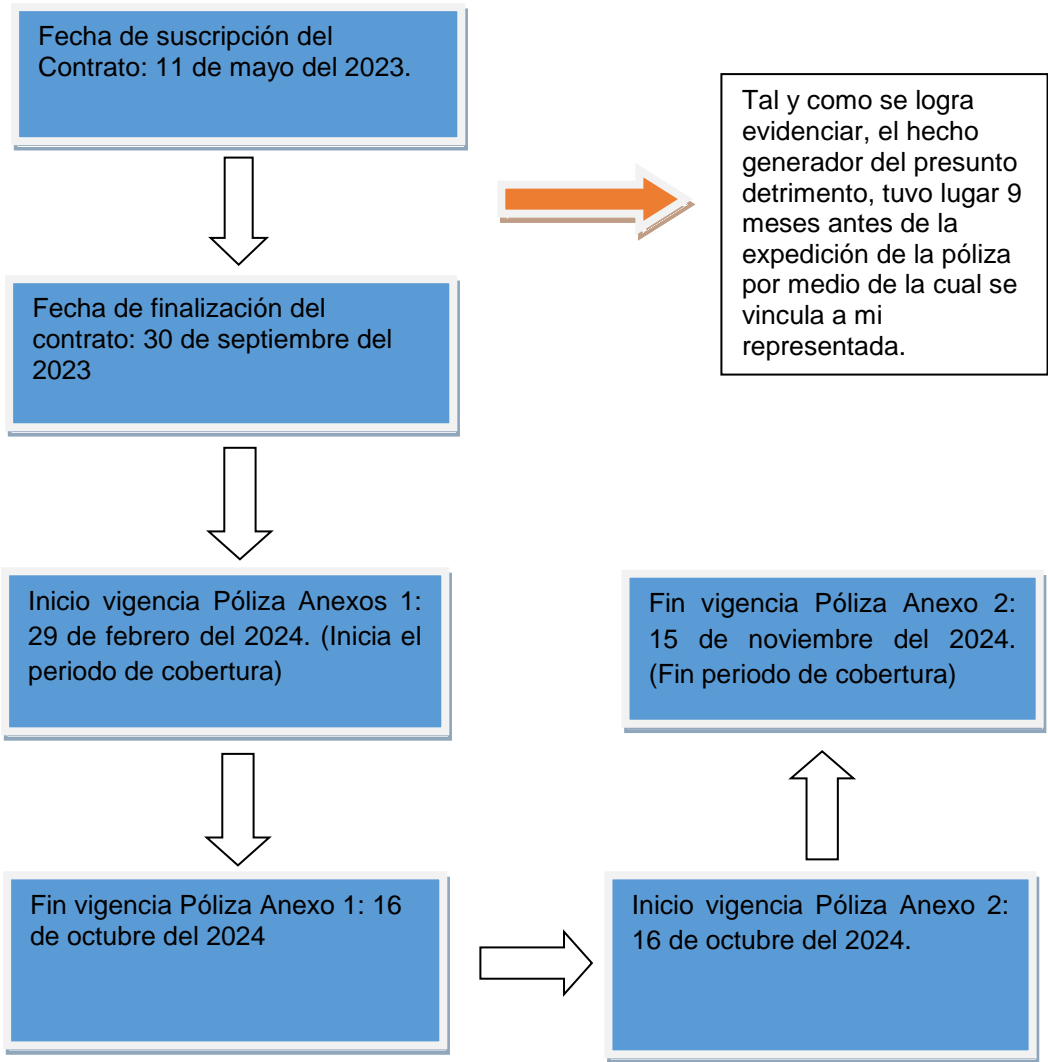 Fecha de suscripción del
Contrato: 11 de mayo del 2023.
Tal y como se logra
evidenciar, el hecho
generador del presunto
detrimento, tuvo lugar 9
meses antes de la
expedición de la póliza
por medio de la cual se
vincula a mi
representada.
Fecha de finalización del
contrato: 30 de septiembre del
2023
Inicio vigencia Póliza Anexos 1:
29 de febrero del 2024. (Inicia el
periodo de cobertura)
Fin vigencia Póliza Anexo 1: 16
de octubre del 2024
Inicio vigencia Póliza Anexo 2:
16 de octubre del 2024.
Fin vigencia Póliza Anexo 2:
15 de noviembre del 2024.
(Fin periodo de cobertura)